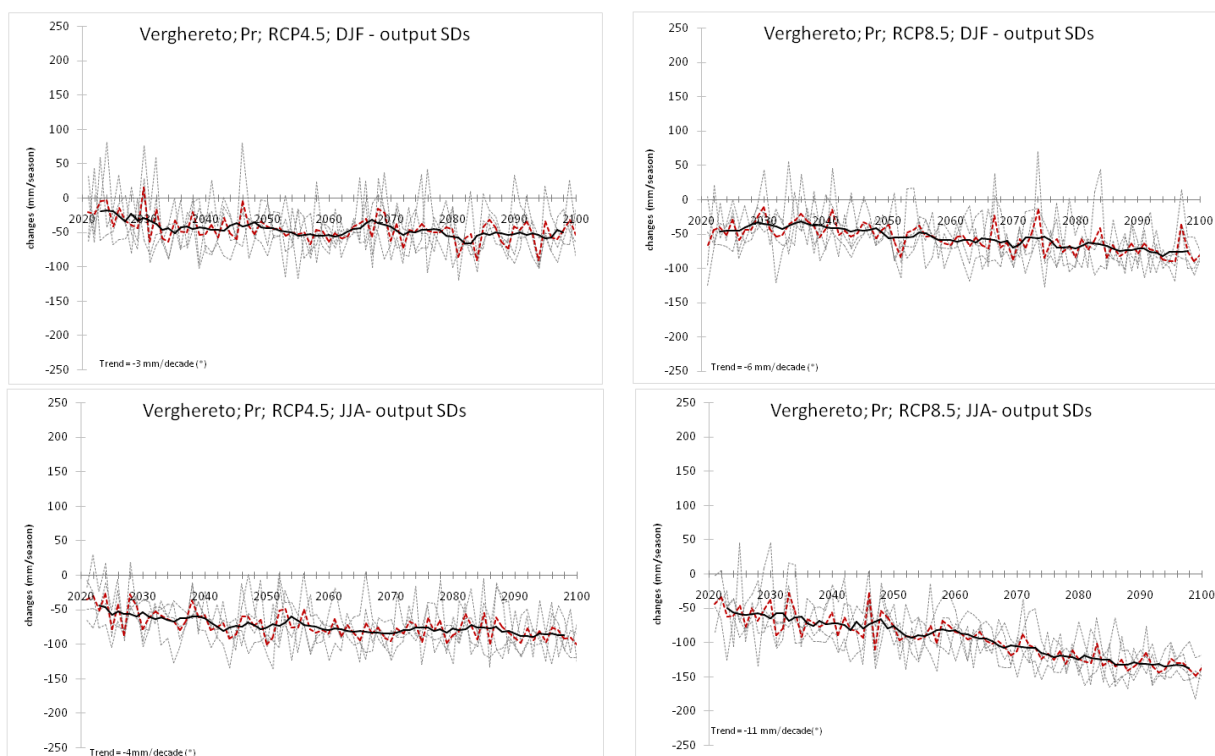 Verghereto; Pr; RCP4.5; DJF - output SDs
250
200
150
100
50
0
-50
-100
-150
-200
-250
changes (mm/season)
2020 2030 2040 2050 2060 2070 2080 2090 2100
Trend = -3 mm/decade (*)
Verghereto; Pr; RCP8.5; DJF - output SDs
250
200
150
100
50
0
-50
-100
-150
-200
-250
changes (mm/season)
2020 2030 2040 2050 2060 2070 2080 2090 2100
Trend = -6 mm/decade (*)
Verghereto; Pr; RCP4.5; JJA- output SDs
250
200
150
100
50
0
-50
-100
-150
-200
-250
changes (mm/season)
2020 2030 2040 2050 2060 2070 2080 2090 2100
Trend = -4mm/decade (*)
Verghereto; Pr; RCP8.5; JJA- output SDs
250
200
150
100
50
0
-50
-100
-150
-200
-250
changes (mm/season)
2020 2030 2040 2050 2060 2070 2080 2090 2100
Trend = -11 mm/decade(*)